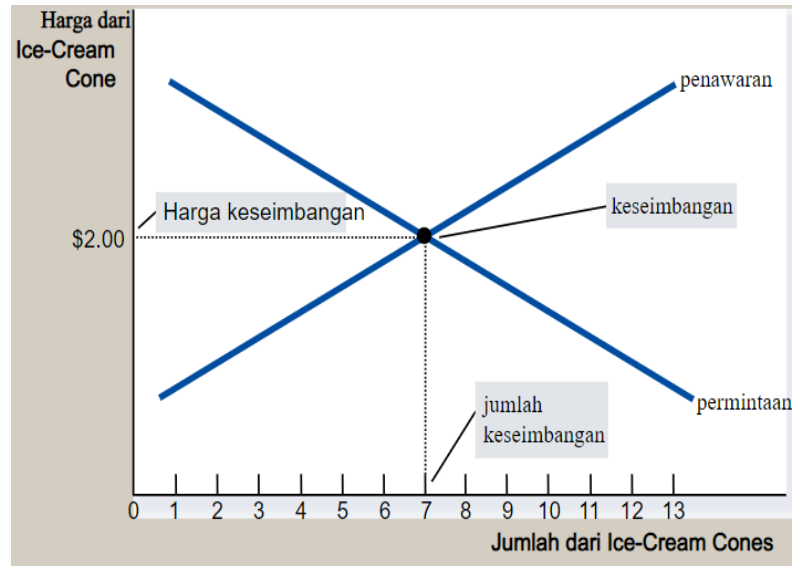 Harga dari
Ice-Cream
Cone
penawaran
Harga keseimbangan
keseimbangan
$2.00
jumlah
keseimbangan
permintaan
0 1 2 3 4 5 6 7 8 9 10 11 12 13
Jumlah dari Ice-Cream Cones